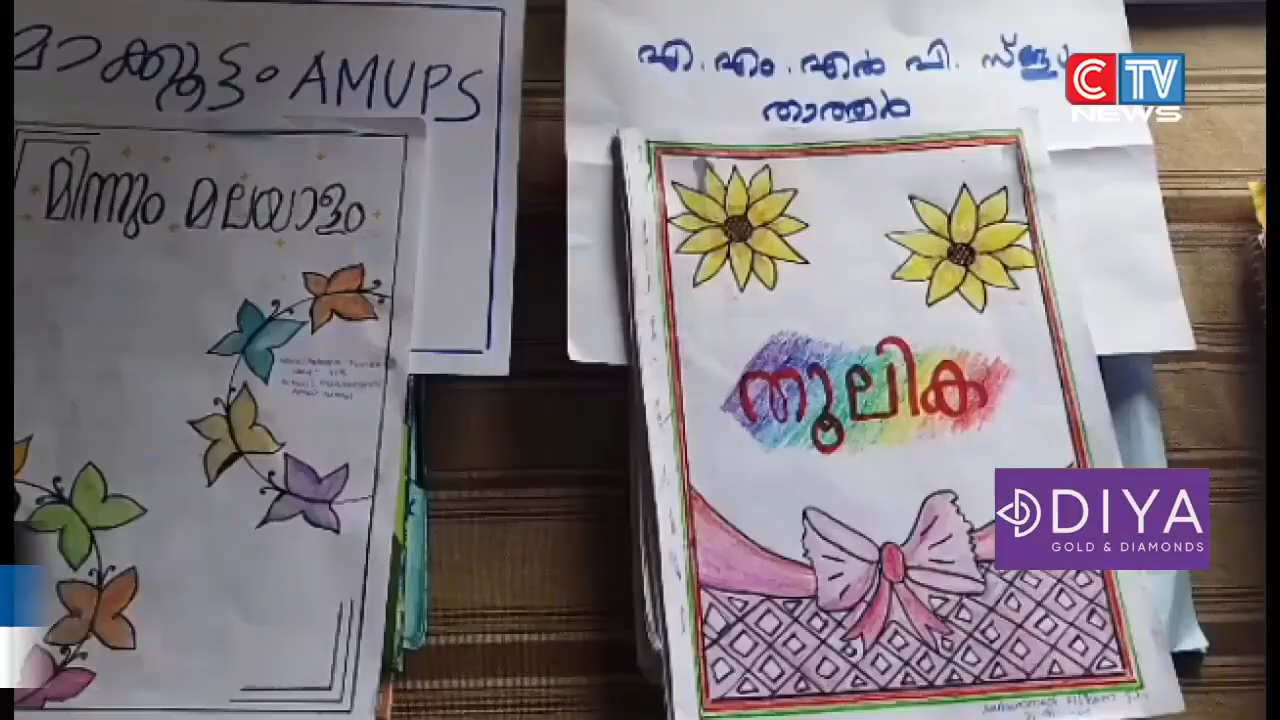 മാക്കൂട്ടം AMUPS
മിന്നും മലയാളം
എ.എം.എൽ പി. സ്കൂൾ
താത്തൂർ
തൂലിക
CTV
NEWS
DIYA
GOLD & DIAMONDS